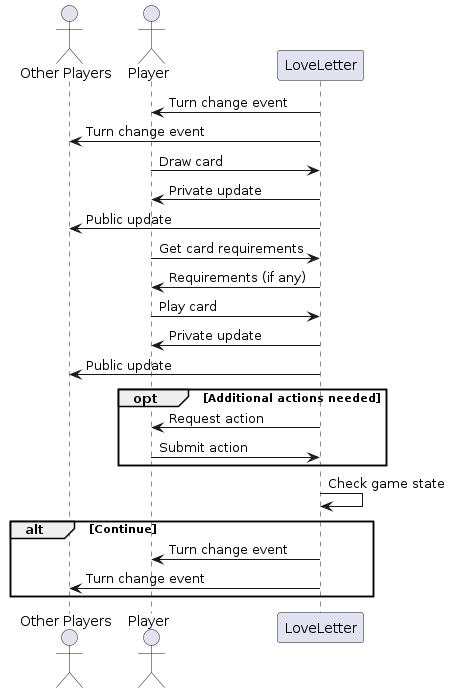 Other Players
Player
LoveLetter
Turn change event
Turn change event
Draw card
Private update
Public update
Get card requirements
Requirements (if any)
Play card
Private update
Public update
opt [Additional actions needed]
Request action
Submit action
Check game state
alt [Continue]
Turn change event
Turn change event
Other Players
Player
LoveLetter